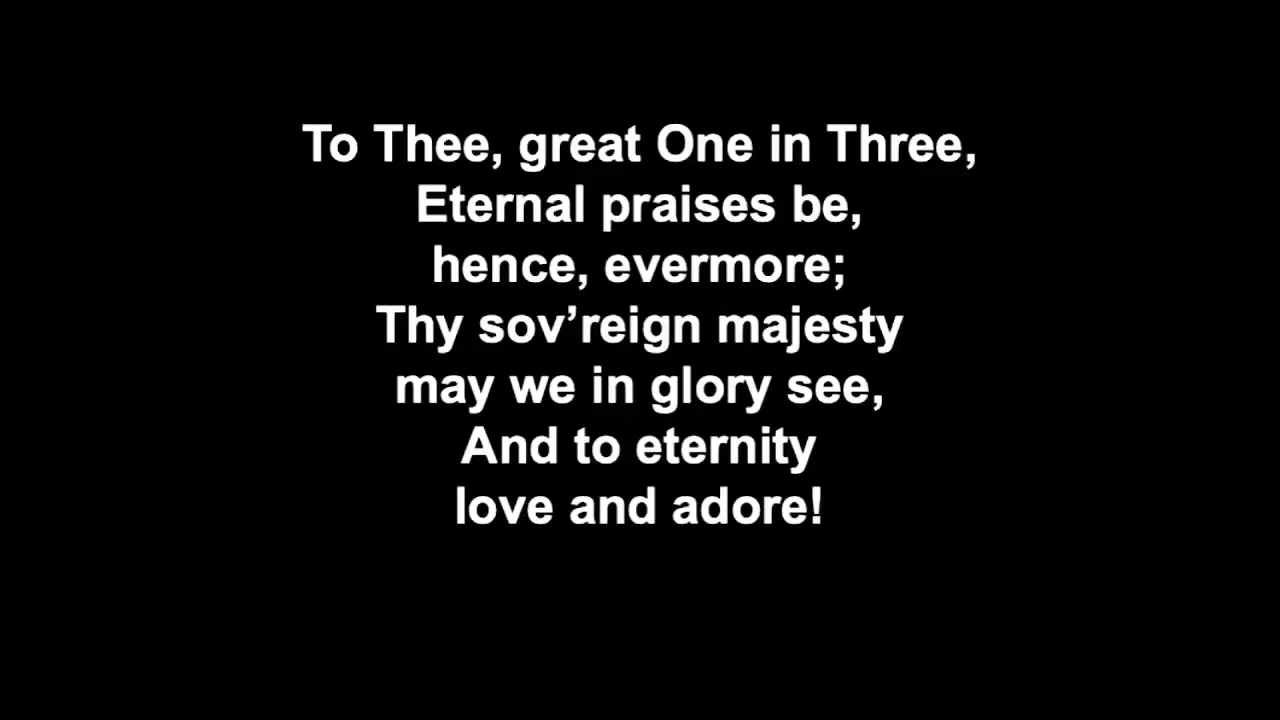 To Thee, great One in Three,
Eternal praises be,
hence, evermore;
Thy sov’reign majesty
may we in glory see,
And to eternity
love and adore!